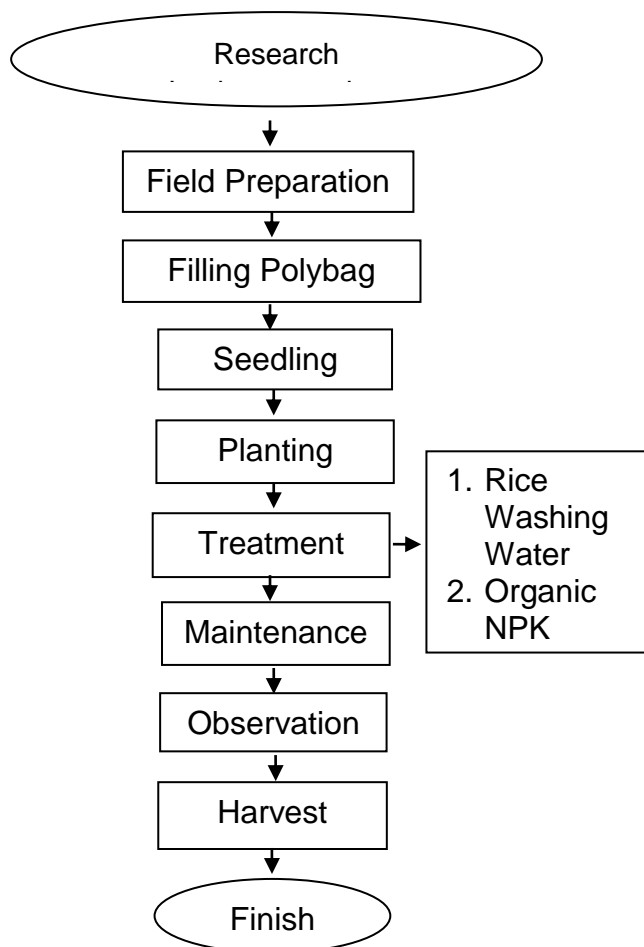 Research
Field Preparation
Filling Polybag
Seedling
Planting
Treatment
1. Rice
Washing
Water
2. Organic
NPK
Maintenance
Observation
Harvest
Finish